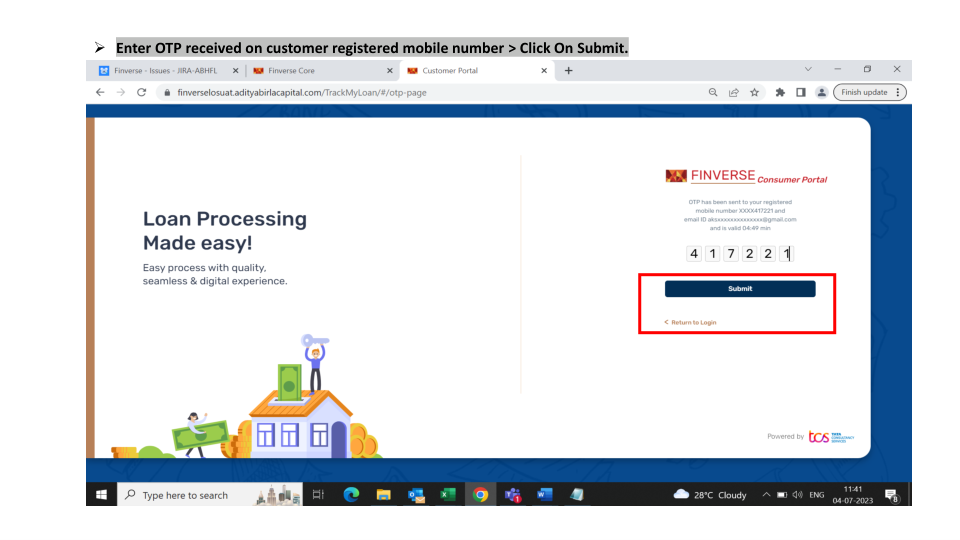 ➢ Enter OTP received on customer registered mobile number > Click On Submit.
Finverse - Issues - JIRA-ABHFL
Finverse Core
Customer Portal
finverselosuat.adityabirlacapital.com/TrackMyLoan/#/otp-page
Finish update
Loan Processing
Made easy!
Easy process with quality,
seamless & digital experience.
FINVERSE Consumer Portal
OTP has been sent to your registered
mobile number XXXX417221 and
email ID aksxxxxxxxxxxxxx@gmail.com
and is valid 04:49 min
4 1 7 2 2 1
Submit
< Return to Login
Powered by tcs TATA CONSULTANCY SERVICES
Type here to search
28°C Cloudy
ENG
11:41
04-07-2023
8